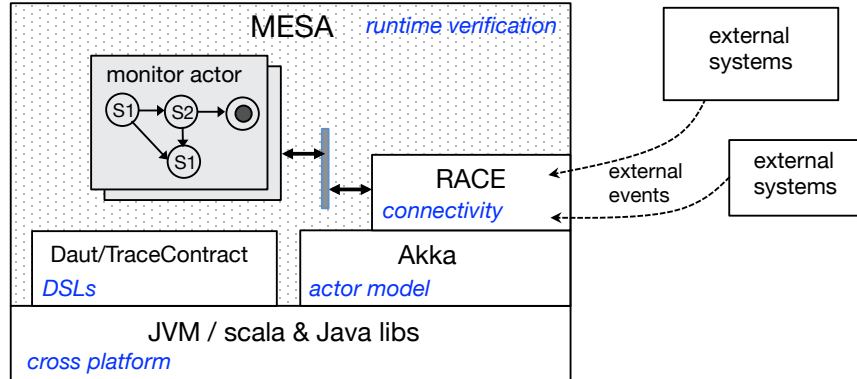 MESA
runtime verification
external
systems
monitor actor
S1
S2
S1
external
systems
external
events
RACE
connectivity
Daut/TraceContract
DSLs
Akka
actor model
JVM / scala & Java libs
cross platform